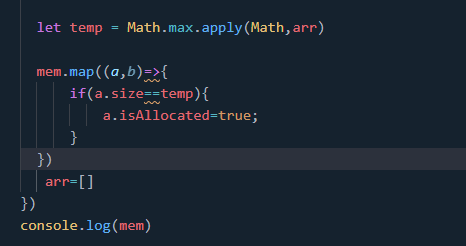 let temp = Math.max.apply(Math,arr)
mem.map((a,b)=>{
if(a.size==temp){
a.isAllocated=true;
}
})
arr=[]
})
console.log(mem)